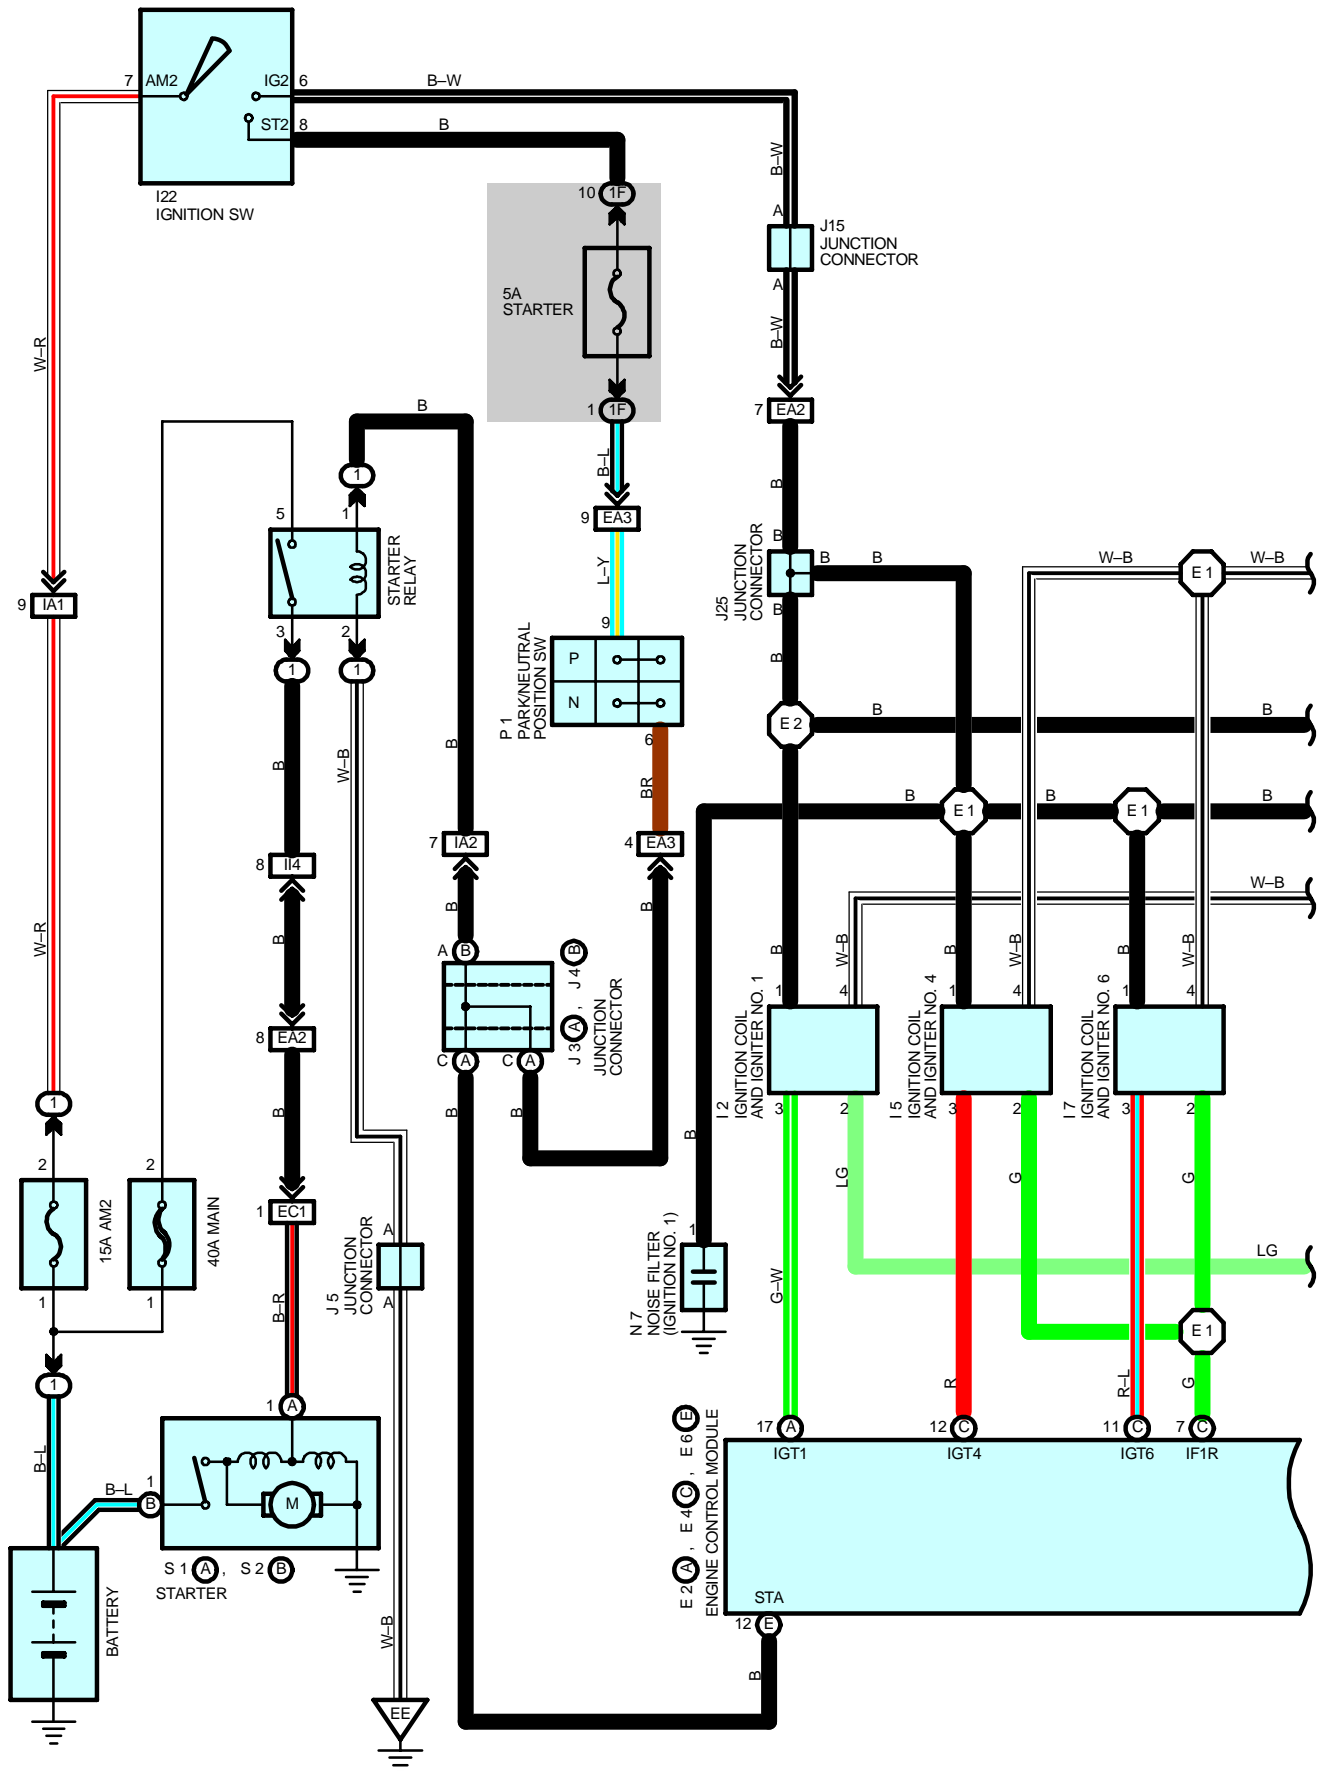 7 AM2
IG2 6
B–W
ST2 8
B
I22
IGNITION SW
10 1F
5A
STARTER
1 1F
B–L
9 EA3
L–Y
9
B–W
A
J15
JUNCTION
CONNECTOR
A
B–W
7 EA2
B
B
J25
JUNCTION
CONNECTOR
B
B
B
B
W–R
B
1
5
1
STARTER
RELAY
3
2
1
1
9 IA1
P
N
P 1
PARK/NEUTRAL
POSITION SW
6
BR
4 EA3
B
W–B
E 1
W–B
E 2
B
B
B
E 1
B
E 1
B
W–B
B
W–B
B
8 II4
B
8 EA2
B
1 EC1
B–R
B
7 IA2
B
A B
J 3 A , J 4 B
JUNCTION
CONNECTOR
C A
C A
B
B
W–R
1
2
15A AM2
1
2
40A MAIN
1
1
B–L
J 5
JUNCTION
CONNECTOR
A
A
B
W–B
B
W–B
B
W–B
1
4
1
4
1
4
I 2
IGNITION COIL
AND IGNITER NO. 1
I 5
IGNITION COIL
AND IGNITER NO. 4
I 7
IGNITION COIL
AND IGNITER NO. 6
3
2
3
2
3
2
B
LG
G
G
1
N 7
NOISE FILTER
(IGNITION NO. 1)
G–W
LG
E 1
R
R–L
G
1 A
B–L
1
B
M
S 1 A , S 2 B
STARTER
BATTERY
W–B
EE
17 A
12 C
11 C
7 C
IGT1
IGT4
IGT6
IF1R
E 2 A , E 4 C , E 6 E
ENGINE CONTROL MODULE
STA
12 E
B